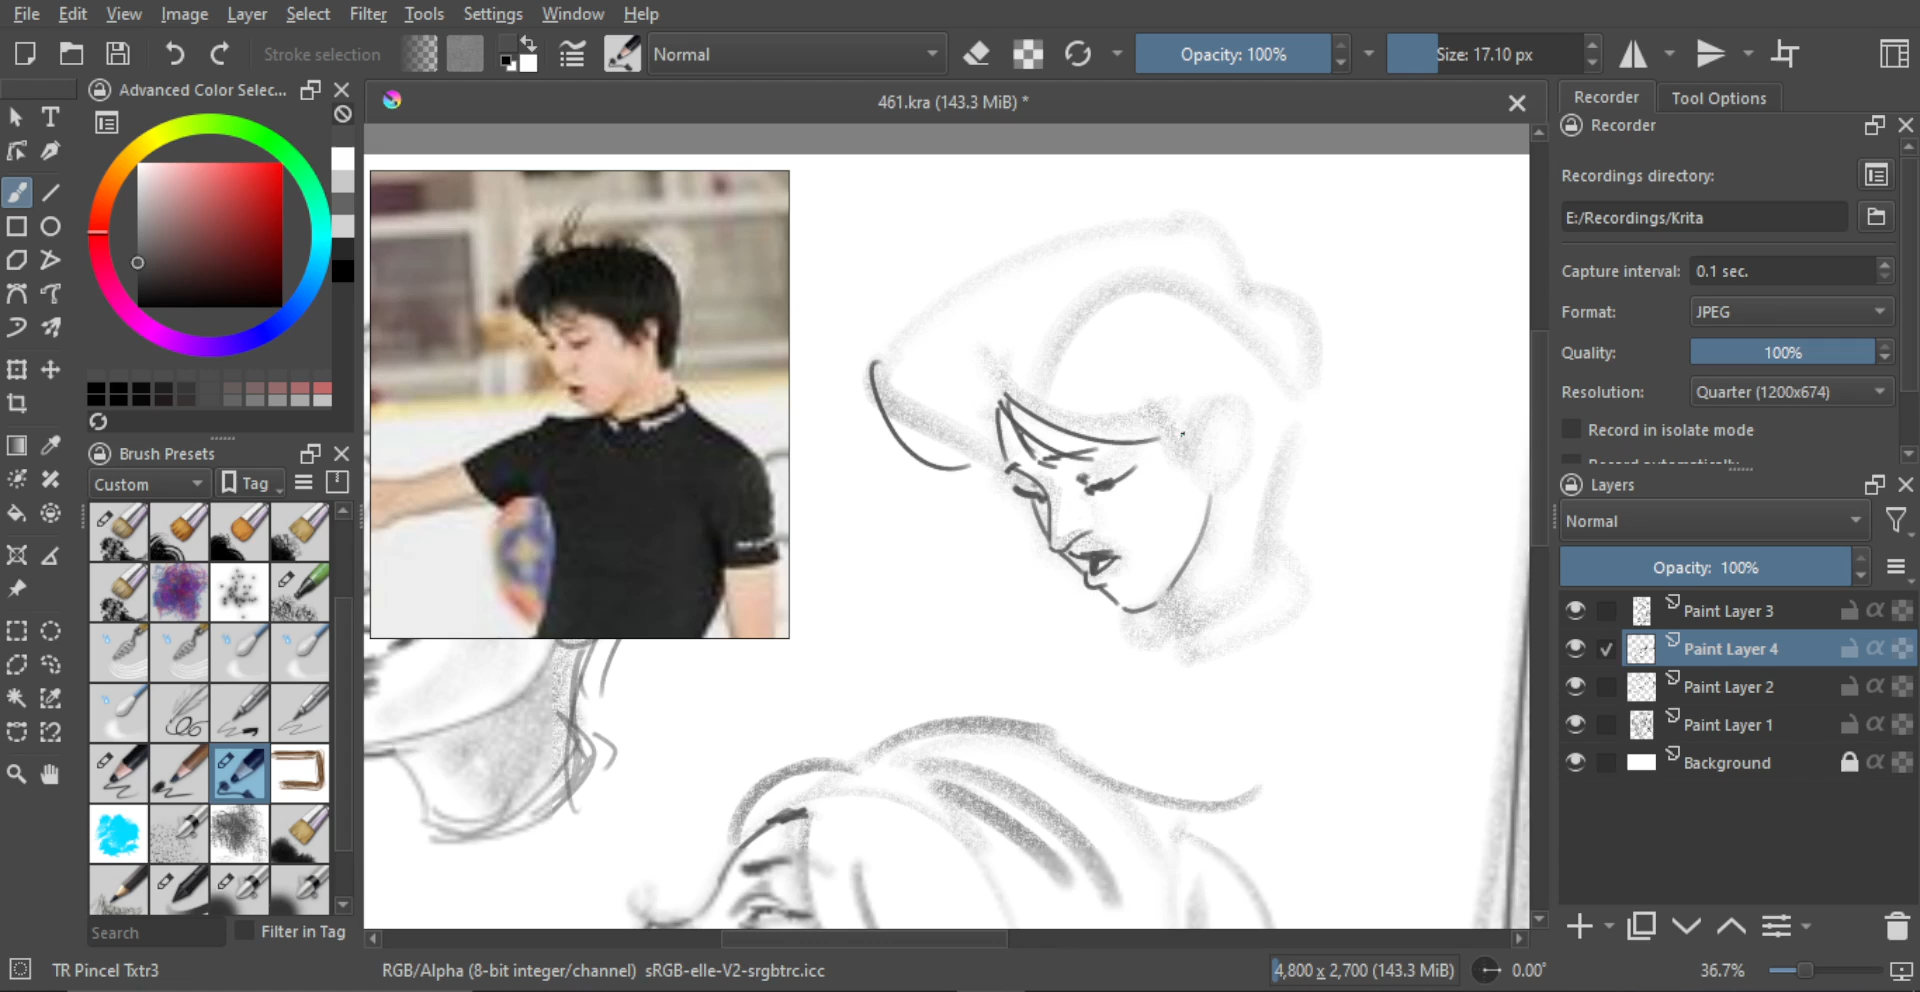 File Edit View Image Layer Select Filter Tools Settings Window Help
Stroke selection
Normal
Opacity: 100%
Size: 17.10 px
Advanced Color Selec...
461.kra (143.3 MiB) *
Recorder
Tool Options
Recorder
Recordings directory:
E:/Recordings/Krita
Capture interval: 0.1 sec.
Format: JPEG
Quality: 100%
Resolution: Quarter (1200x674)
Record in isolate mode
Brush Presets
Custom
Tag
Layers
Normal
Opacity: 100%
Paint Layer 3
Paint Layer 4
Paint Layer 2
Paint Layer 1
Background
Search
Filter in Tag
TR Pincel Txtr3
RGB/Alpha (8-bit integer/channel) sRGB-elle-V2-srgbtrc.icc
4,800 x 2,700 (143.3 MiB)
0.00°
36.7%